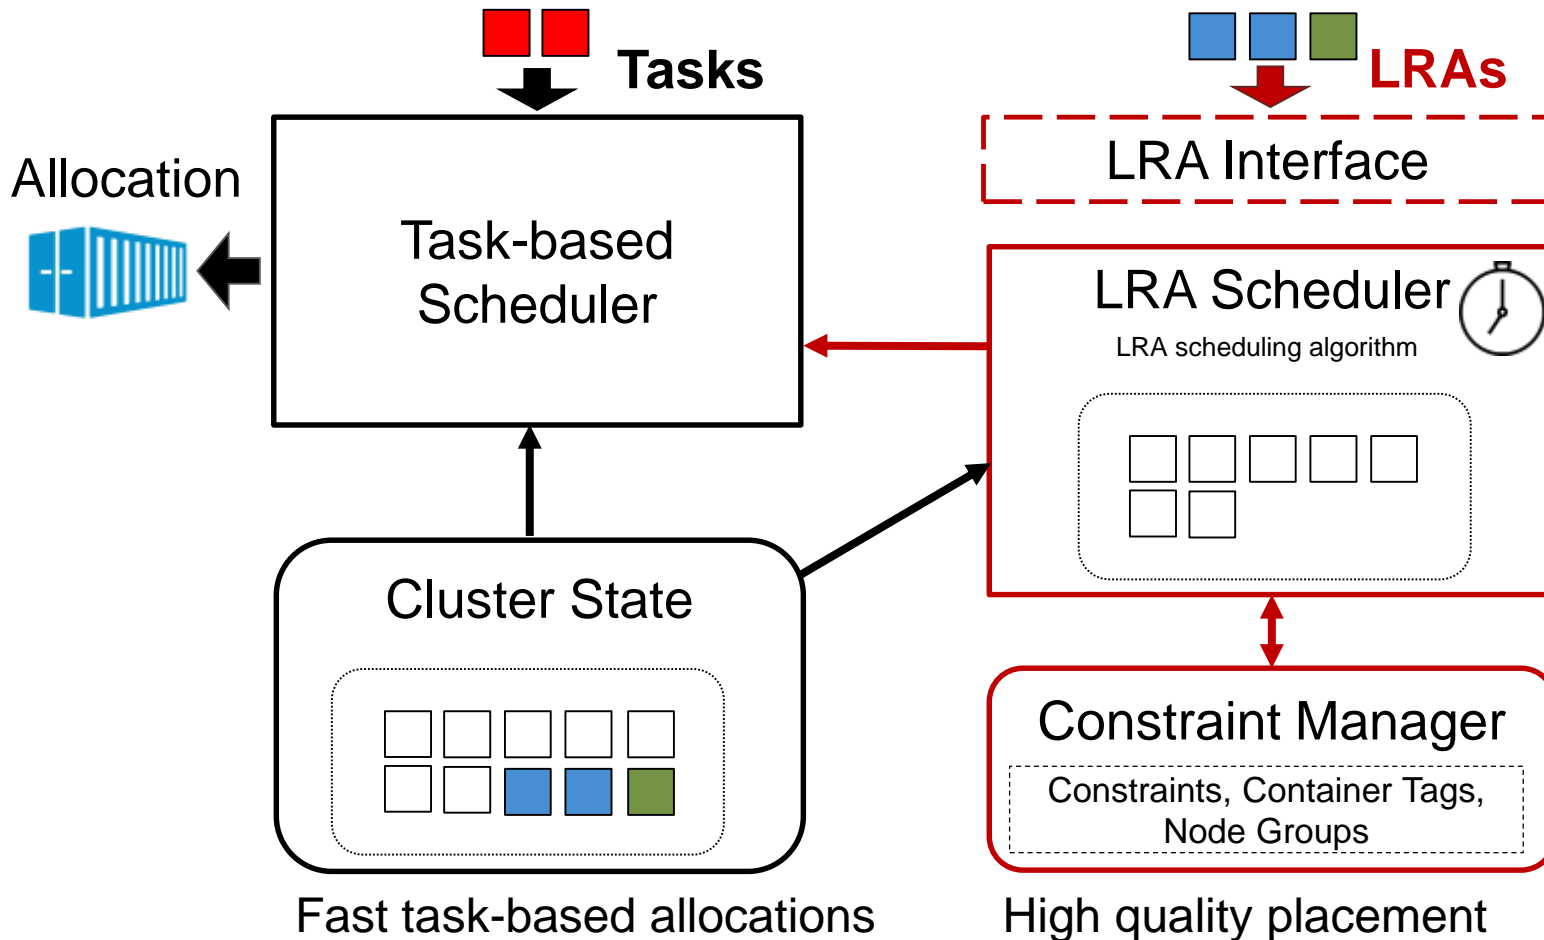 Tasks
LRAs
Allocation
LRA Interface
Task-based
Scheduler
LRA Scheduler
LRA scheduling algorithm
Cluster State
Constraint Manager
Constraints, Container Tags,
Node Groups
Fast task-based allocations
High quality placement